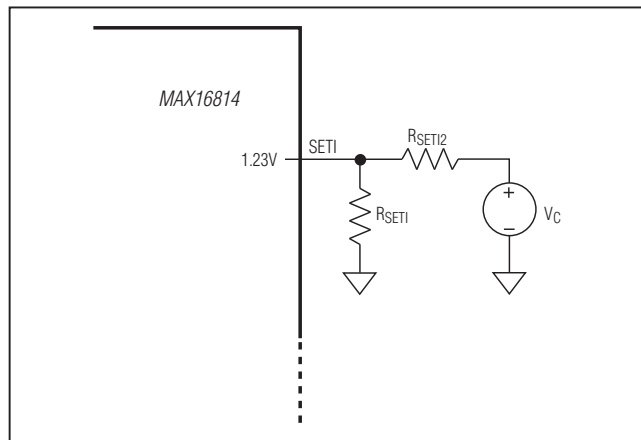 MAX16814
1.23V
SETI
RSETI2
RSETI
+
−
VC